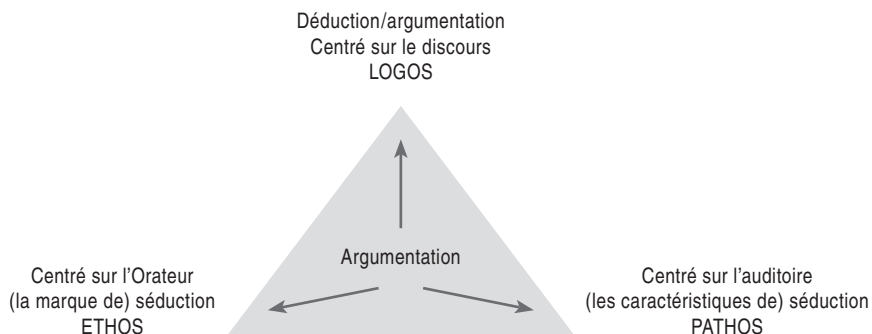 Déduction/argumentation
Centré sur le discours
LOGOS
Argumentation
Centré sur l'Orateur
(la marque de) séduction
ETHOS
Centré sur l'auditoire
(les caractéristiques de) séduction
PATHOS